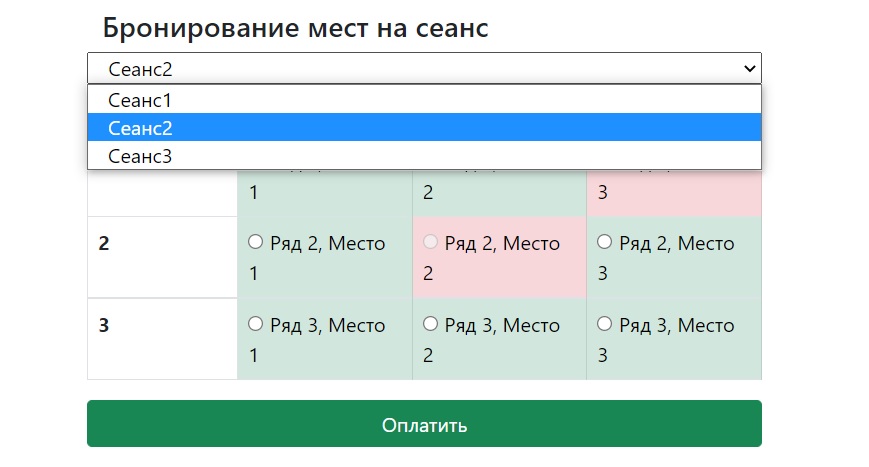 Бронирование мест на сеанс
Сеанс2
Сеанс1
Сеанс2
Сеанс3
1 2 3
2 Ряд 2, Место Ряд 2, Место Ряд 2, Место
1 2 3
3 Ряд 3, Место Ряд 3, Место Ряд 3, Место
1 2 3
Оплатить